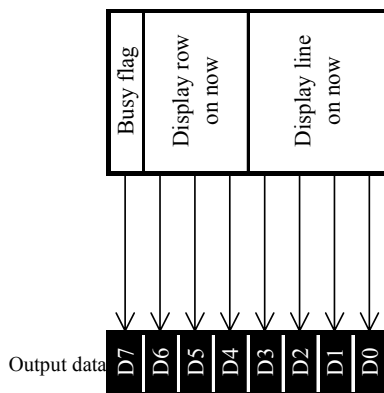 Busy flag
Display row
on now
Display line
on now
Output data
D7
D6
D5
D4
D3
D2
D1
D0